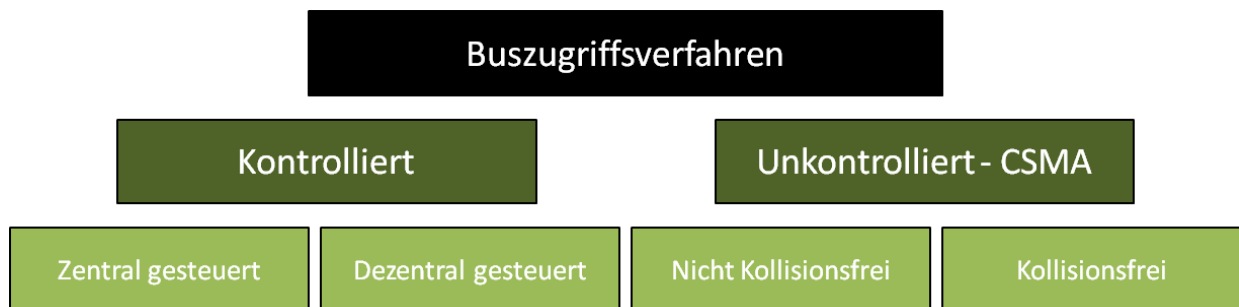 Buszugriffsverfahren
Kontrolliert
Unkontrolliert - CSMA
Zentral gesteuert
Dezentral gesteuert
Nicht Kollisionsfrei
Kollisionsfrei